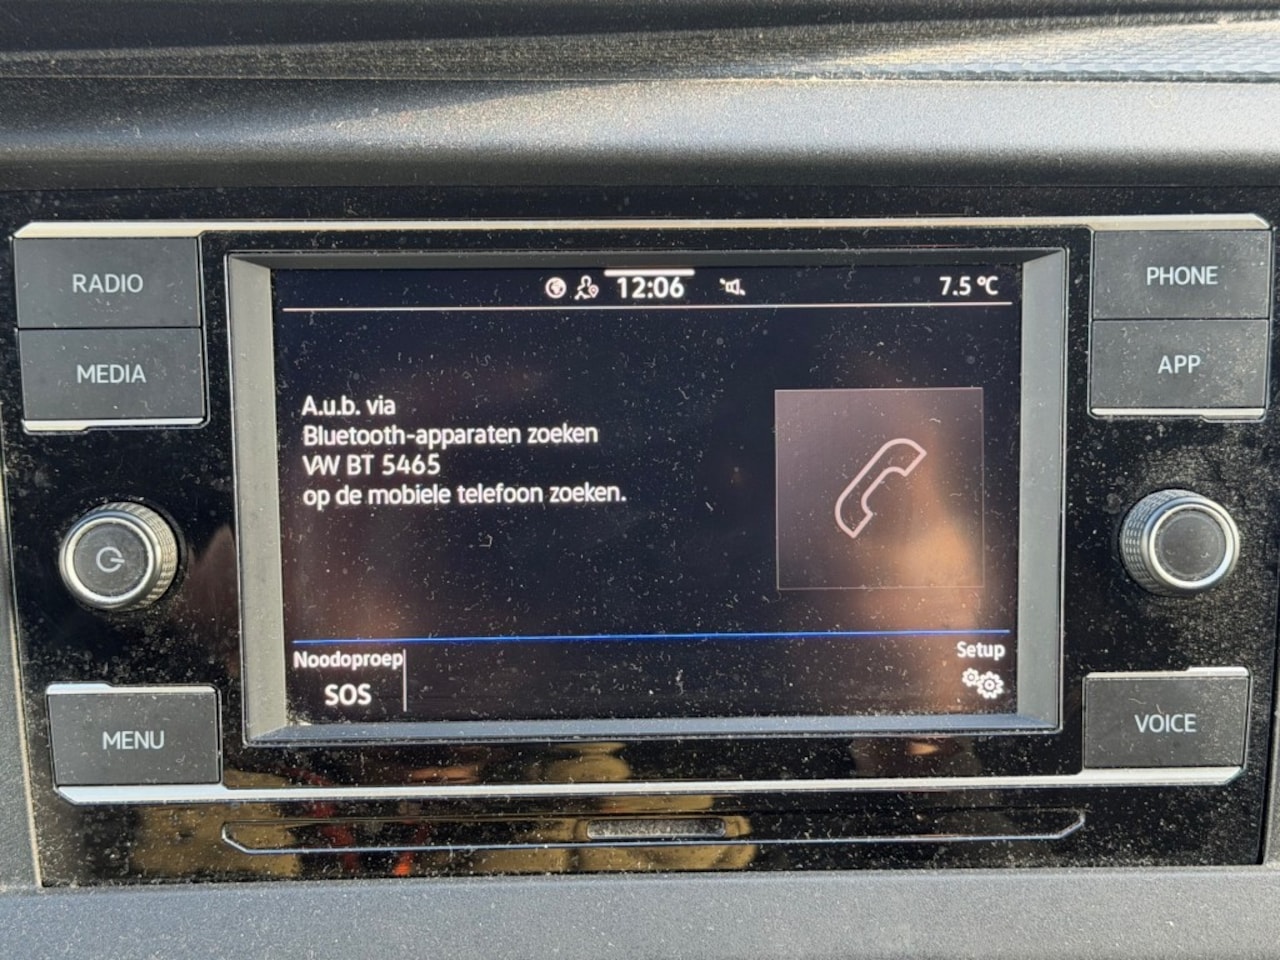 RADIO
MEDIA
MENU
12:06
7.5 °C
A.u.b. via
Bluetooth-apparaten zoeken
VW BT 5465
op de mobiele telefoon zoeken.
Noodoproep
SOS
Setup
PHONE
APP
VOICE